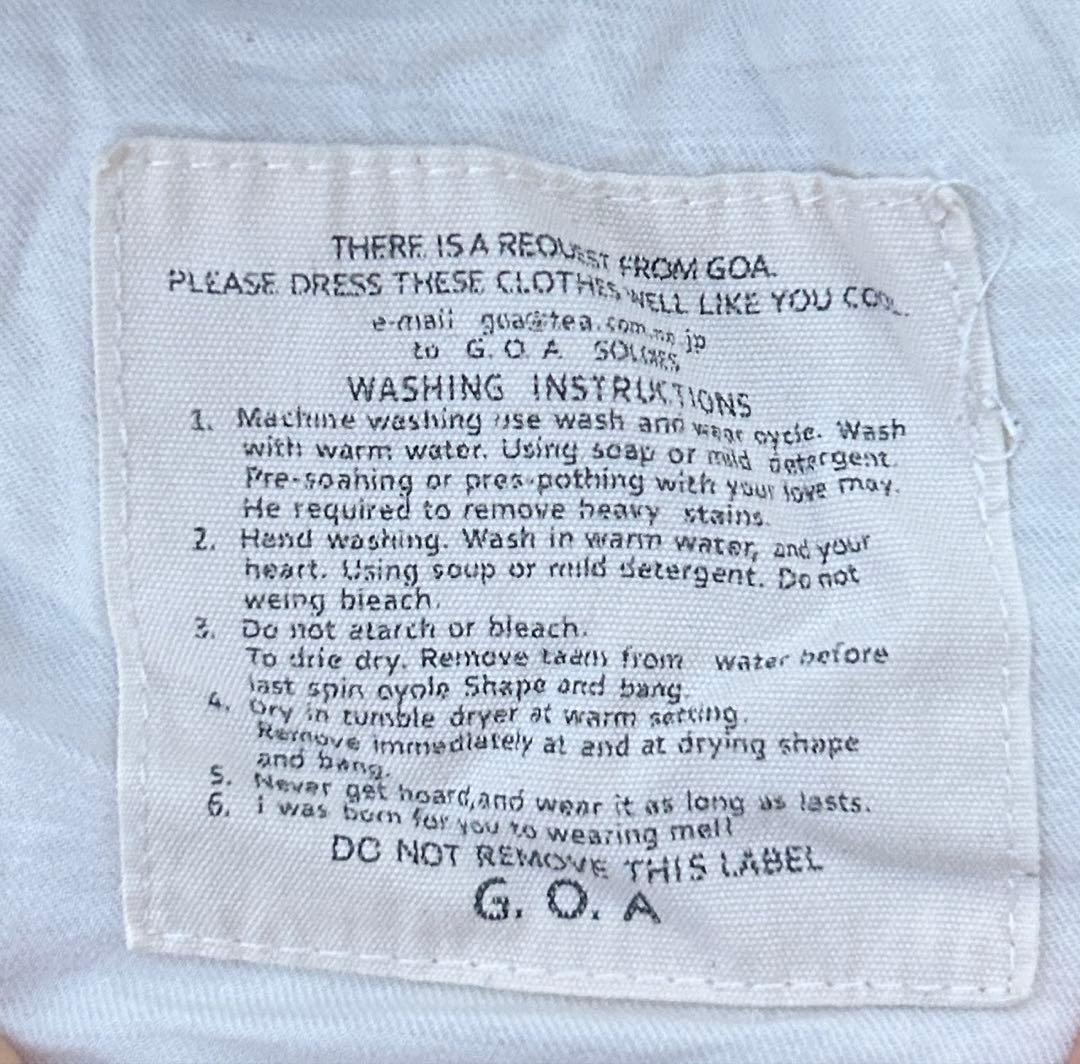 THERE IS A REQUEST FROM GOA.
PLEASE DRESS THESE CLOTHES WELL LIKE YOU COOL.
e-mail goa@tea.com.nn jp
to G. O. A
WASHING INSTRUCTIONS
1. Machine washing use wash and wear cycle. Wash
with warm water. Using soap or mild detergent.
Pre-soahing or pres-pothing with your love may.
He required to remove heavy stains.
2. Hand washing. Wash in warm water, and your
heart. Using soup or mild detergent. Do not
weing bleach.
3. Do not atarch or bleach.
To drie dry. Remove from water before
last spin oyole Shape and bang.
4. Dry in tumble dryer at warm setting.
Remove immediately at and at drying shape
and bang.
5. Never get hoard,and wear it as long as lasts.
6. i was born for you to wearing mell
DO NOT REMOVE THIS LABEL
G. O. A